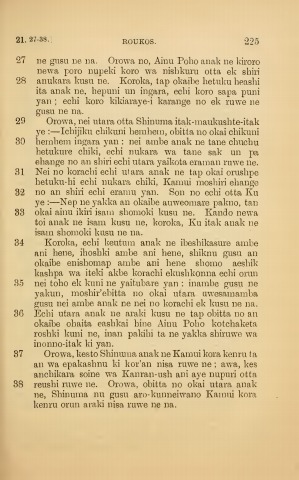 21. 27-38. ROUKOS. 225
27 ne gusu ne na. Orowa no, Ainu Poho anak ne kiroro
newa poro nupeki koro wa nishkuru otta ek shiri
28 anukara kusu ne. Koroka, tap okaibe hetuku heashi
ita anak ne, hepuni un ingara, echi koro sapa puni
yan; echi koro kikiaraye-i karange no ek ruwe ne
gusu ne na.
29 Orowa, nei utara otta Shinuma itak-maukushte-itak
ye:—Ichijiku chikuni hemhem, obitta no okai chikuni
30 hemhem ingara yan: nei ambe anak ne tane chuchu
hetukure chiki, echi nukara wa tane sak un pa
ehange no an shiri echi utara yaikota eraman ruwe ne.
31 Nei no korachi echi utara anak ne tap okai orushpe
hetuku-hi echi nukara chiki, Kamui moshiri ehange
32 no an shiri echi eramu yan. Son no echi otta Ku
ye:—Nep ne yakka an okaibe auweomare pakno, tan
33 okai ainu ikiri isam shomoki kusu ne. Kando newa
toi anak ne isam kusu ne, koroka, Ku itak anak ne
isam shomoki kusu ne na.
34 Koroka, echi keutum anak ne ibeshikasure ambe
ani hene, ihoshki ambe ani hene, shiknu gusu an
okaibe enishomap ambe ani hene shomo aeshik
kashpa wa iteki akbe korachi ekushkonna echi orun
35 nei toho ek kuni ne yaitubare yan: inambe gusu ne
yakun, moshir'ebitta no okai utara uwesamamba
gusu nei ambe anak ne nei no korachi ek kusu ne na.
36 Echi utara anak ne araki kusu ne tap obitta no an
okaibe obaita eashkai hine Ainu Poho kotchaketa
roshki kuni ne, inan pakihi ta ne yakka shiruwe wa
inonno-itak ki yan.
37 Orowa, kesto Shinuma anak ne Kamui kora kenru ta
an wa epakashnu ki kor'an nisa ruwe ne; awa, kes
anchikara soine wa Kanran-ush ani aye nupuri otta
38 reushi ruwe ne. Orowa, obitta no okai utara anak
ne, Shinuma nu gusu aro-kunneiwano Kamui kora
kenru orun araki nisa ruwe ne na.